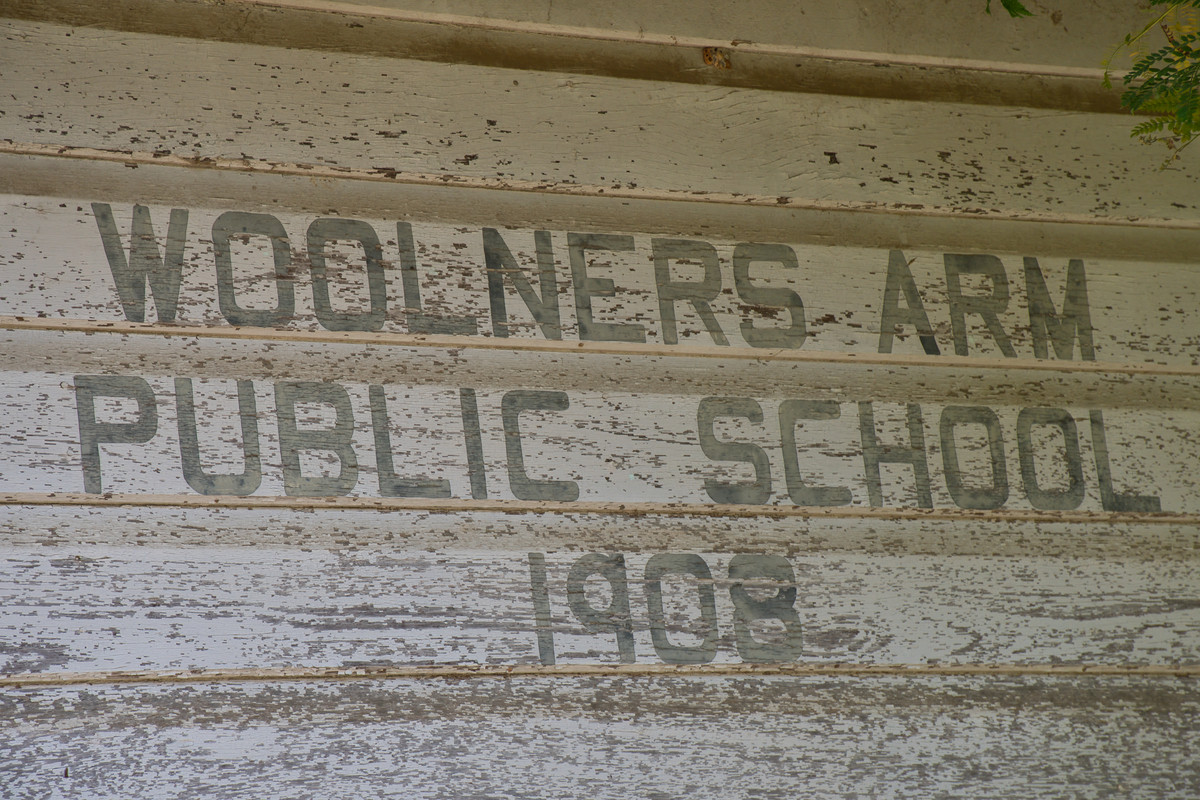 WOOLNERS ARM
PUBLIC SCHOOL
1908